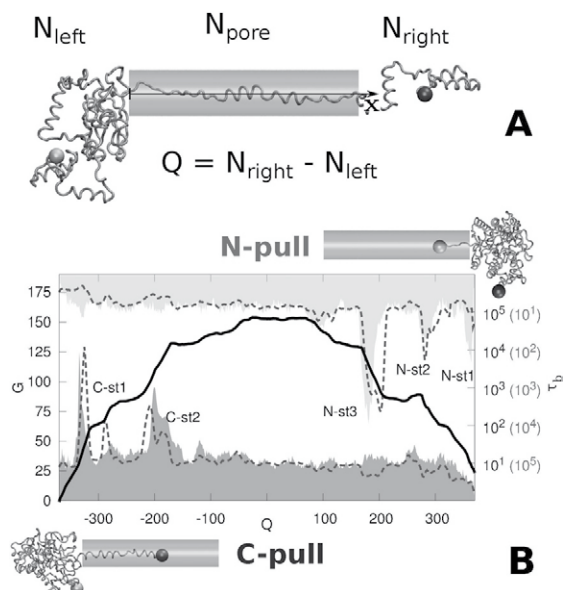 N_left N_pore N_right
x
A
Q = N_right - N_left
N-pull
175
150
125
100
75
50
25
0
G
C-st1
C-st2
N-st3
N-st2
N-st1
10^5 (10^1)
10^4 (10^2)
10^3 (10^3)
10^2 (10^4)
10^1 (10^5)
τ_b
-300 -200 -100 0 100 200 300
Q
C-pull
B